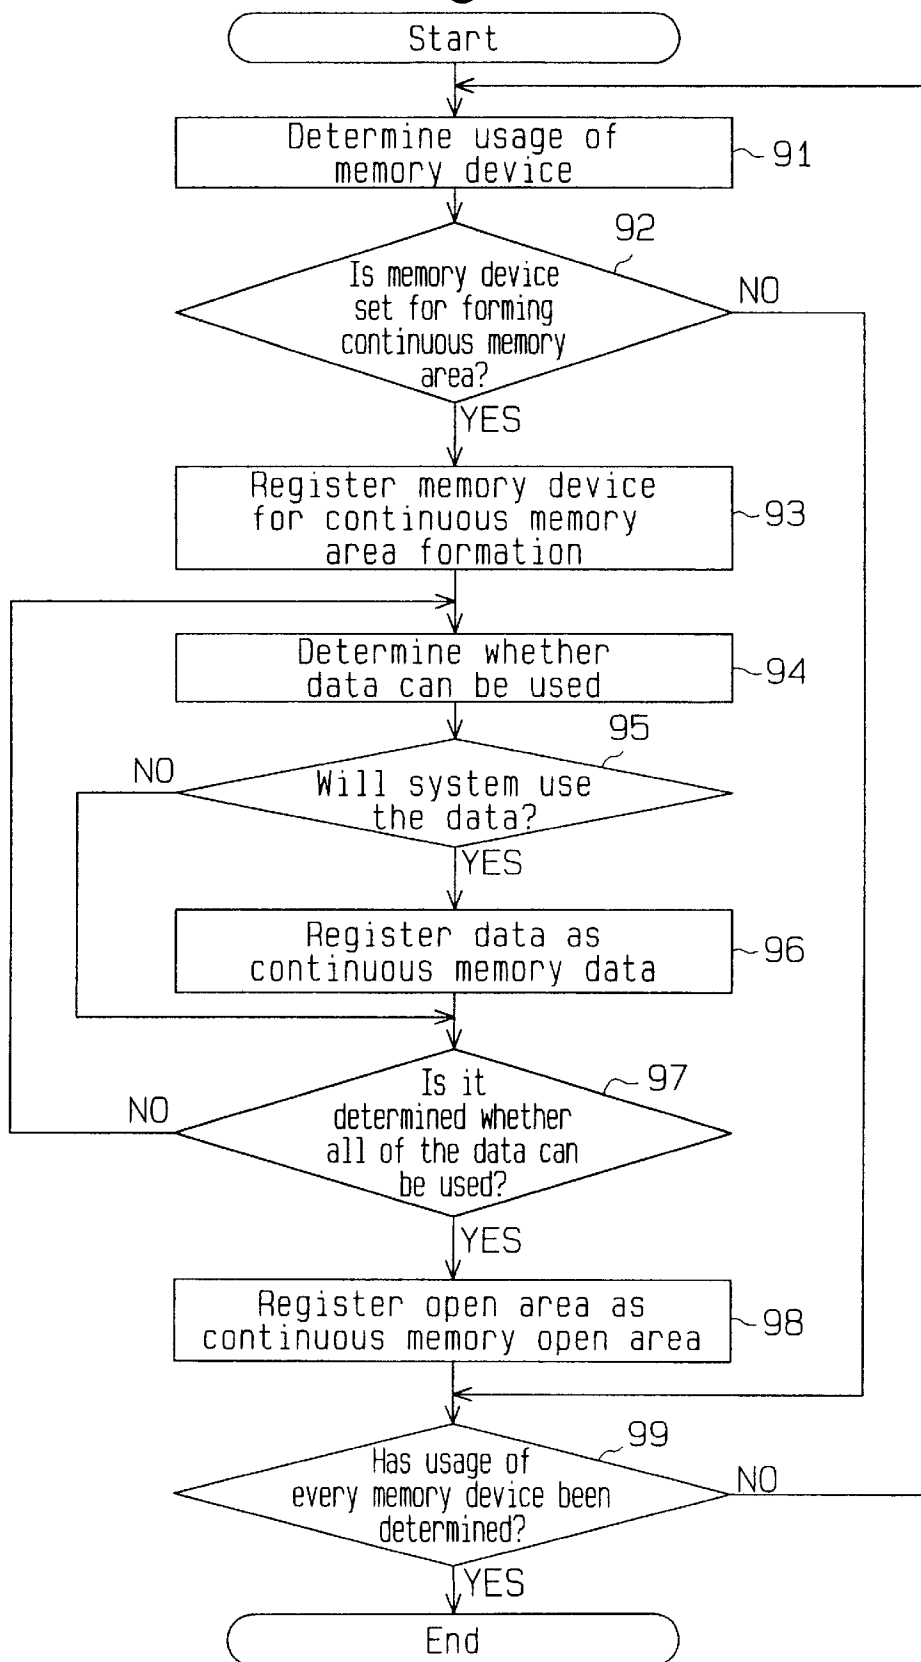 Start
Determine usage of
memory device
91
92
Is memory device
set for forming
continuous memory
area?
NO
YES
Register memory device
for continuous memory
area formation
93
Determine whether
data can be used
94
95
NO
Will system use
the data?
YES
Register data as
continuous memory data
96
97
Is it
determined whether
all of the data can
be used?
NO
YES
Register open area as
continuous memory open area
98
99
Has usage of
every memory device been
determined?
NO
YES
End